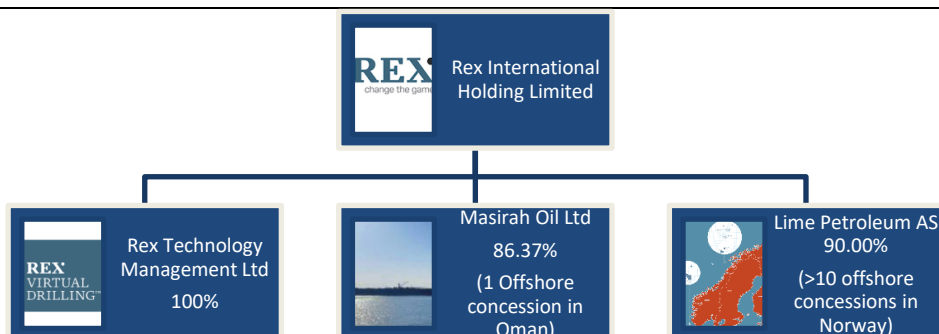 REX
change the game
Rex International
Holding Limited
REX
VIRTUAL
DRILLING™
Rex Technology
Management Ltd
100%
Masirah Oil Ltd
86.37%
(1 Offshore
concession in
Oman)
Lime Petroleum AS
90.00%
(>10 offshore
concessions in
Norway)